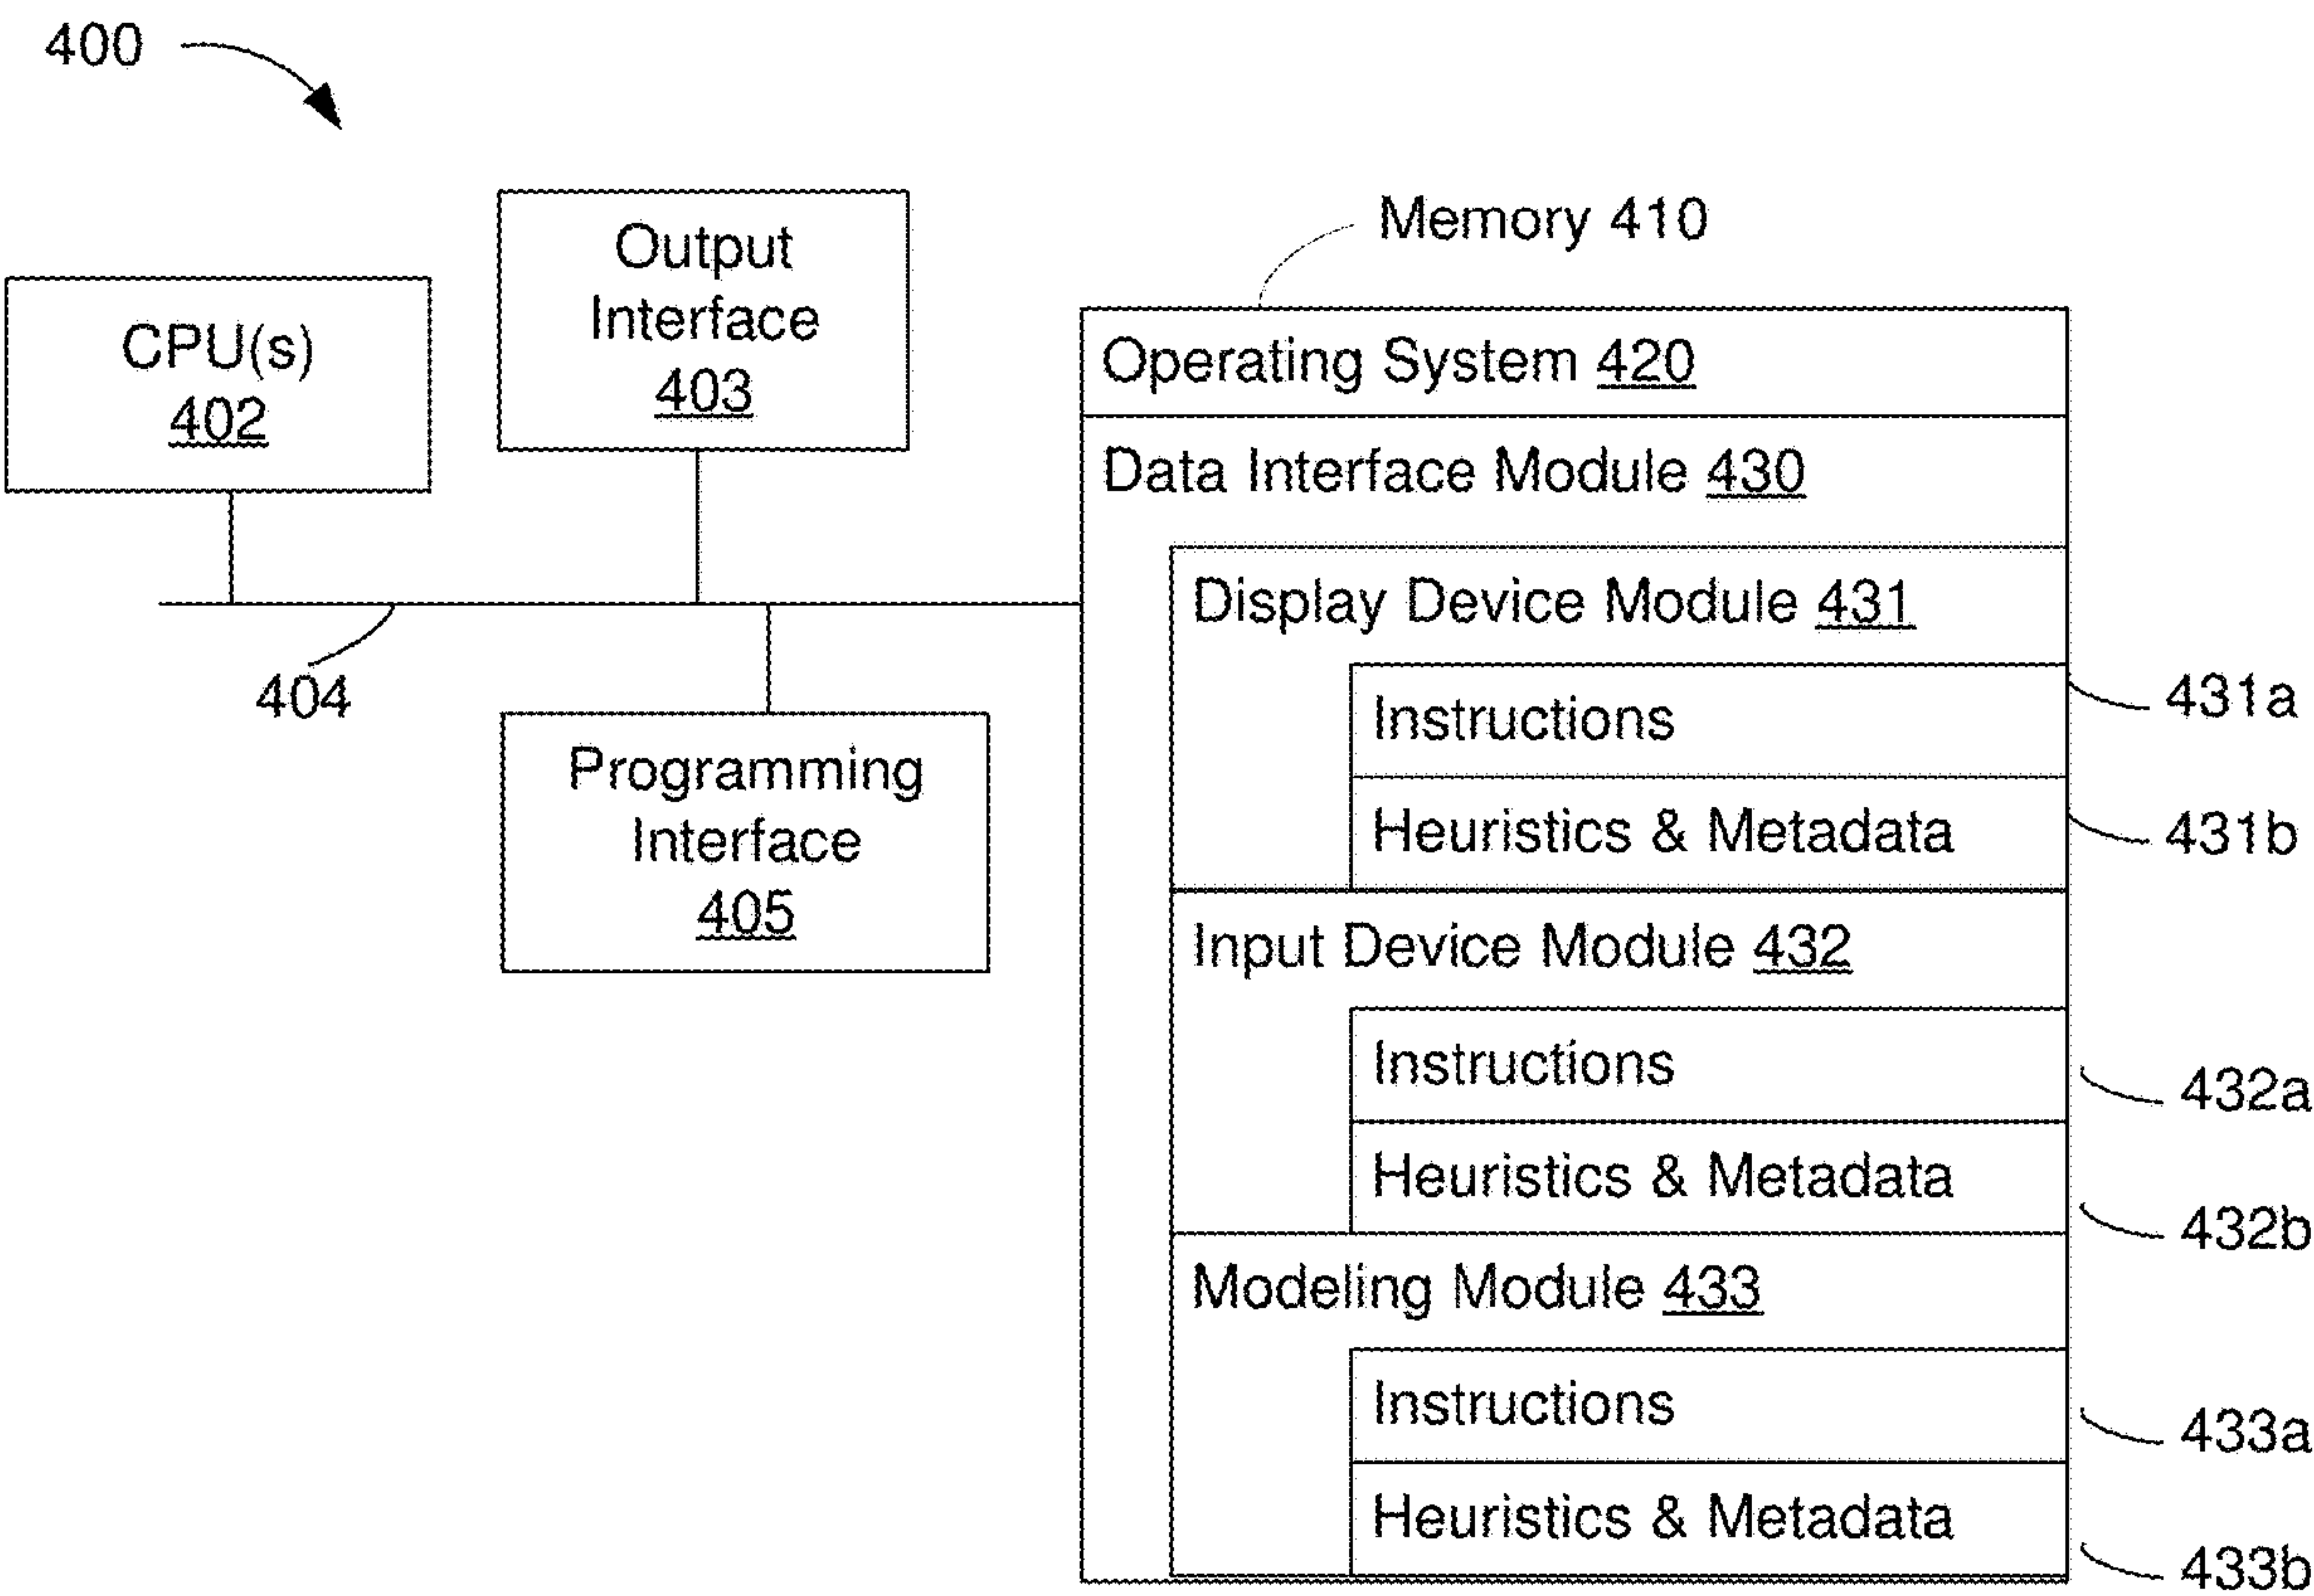 400
CPU(s)
402
Output
Interface
403
404
Programming
Interface
405
Memory 410
Operating System 420
Data Interface Module 430
Display Device Module 431
Instructions
431a
Heuristics & Metadata
431b
Input Device Module 432
Instructions
432a
Heuristics & Metadata
432b
Modeling Module 433
Instructions
433a
Heuristics & Metadata
433b